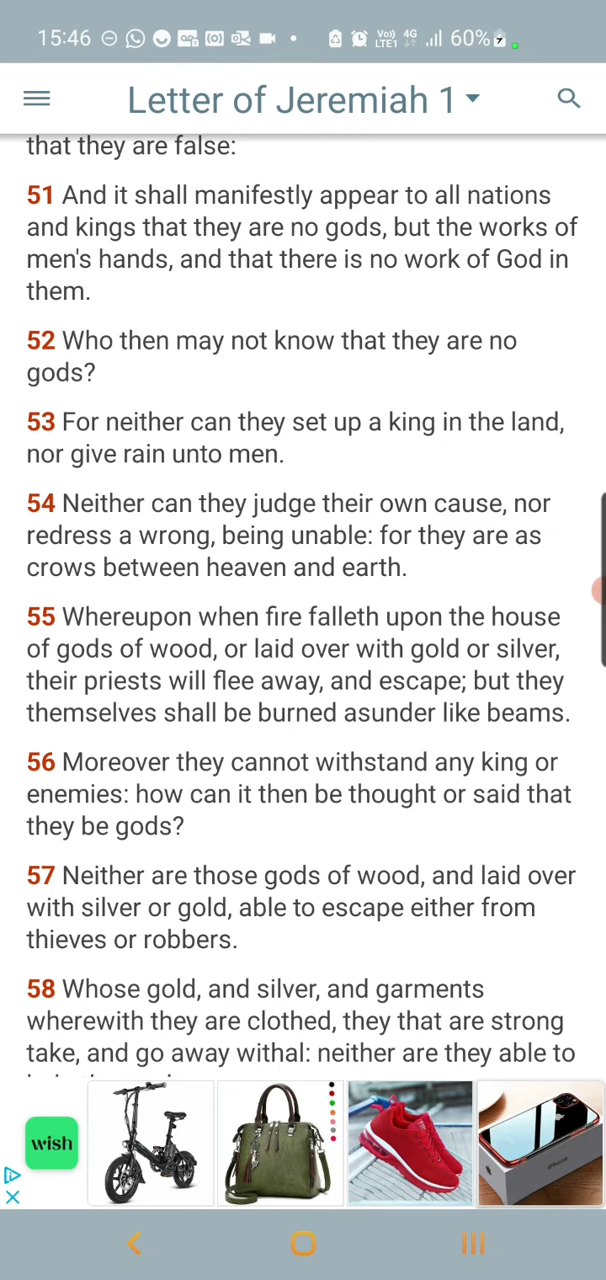 15:46
Vo)) 4G 60%
LTE1
Letter of Jeremiah 1
that they are false:
51 And it shall manifestly appear to all nations
and kings that they are no gods, but the works of
men's hands, and that there is no work of God in
them.
52 Who then may not know that they are no
gods?
53 For neither can they set up a king in the land,
nor give rain unto men.
54 Neither can they judge their own cause, nor
redress a wrong, being unable: for they are as
crows between heaven and earth.
55 Whereupon when fire falleth upon the house
of gods of wood, or laid over with gold or silver,
their priests will flee away, and escape; but they
themselves shall be burned asunder like beams.
56 Moreover they cannot withstand any king or
enemies: how can it then be thought or said that
they be gods?
57 Neither are those gods of wood, and laid over
with silver or gold, able to escape either from
thieves or robbers.
58 Whose gold, and silver, and garments
wherewith they are clothed, they that are strong
take, and go away withal: neither are they able to
wish
iPhone